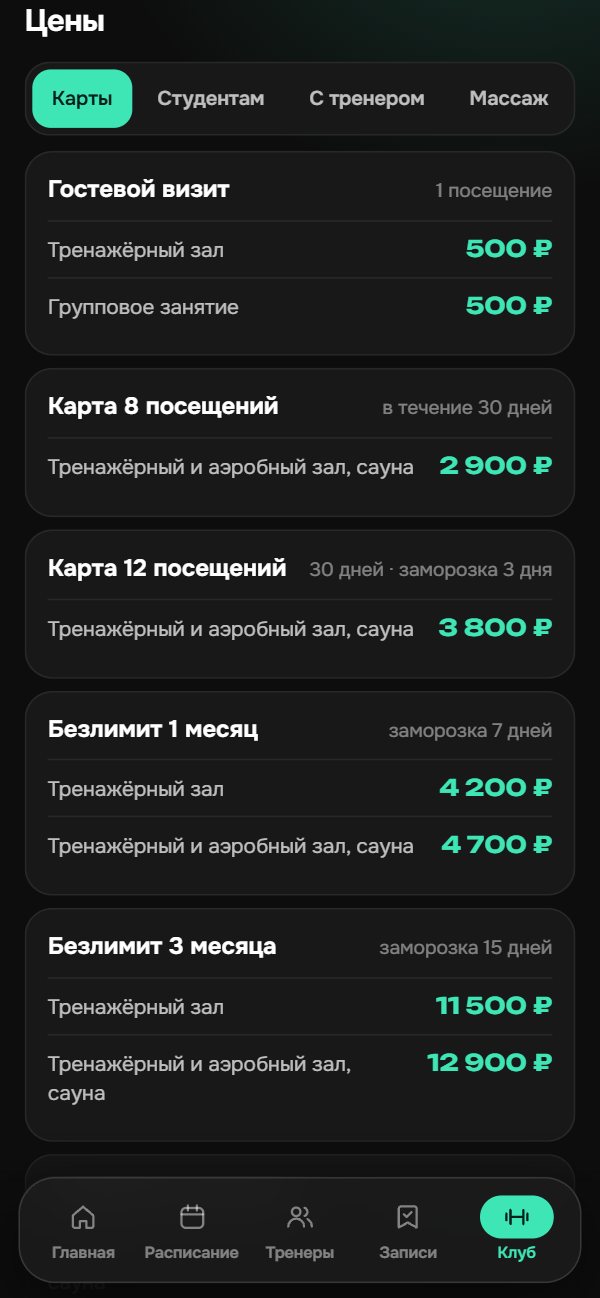 Цены
Карты
Студентам
С тренером
Массаж
Гостевой визит
1 посещение
Тренажёрный зал
500 ₽
Групповое занятие
500 ₽
Карта 8 посещений
в течение 30 дней
Тренажёрный и аэробный зал, сауна
2 900 ₽
Карта 12 посещений
30 дней · заморозка 3 дня
Тренажёрный и аэробный зал, сауна
3 800 ₽
Безлимит 1 месяц
заморозка 7 дней
Тренажёрный зал
4 200 ₽
Тренажёрный и аэробный зал, сауна
4 700 ₽
Безлимит 3 месяца
заморозка 15 дней
Тренажёрный зал
11 500 ₽
Тренажёрный и аэробный зал,
сауна
12 900 ₽
Главная
Расписание
Тренеры
Записи
Клуб
сауна